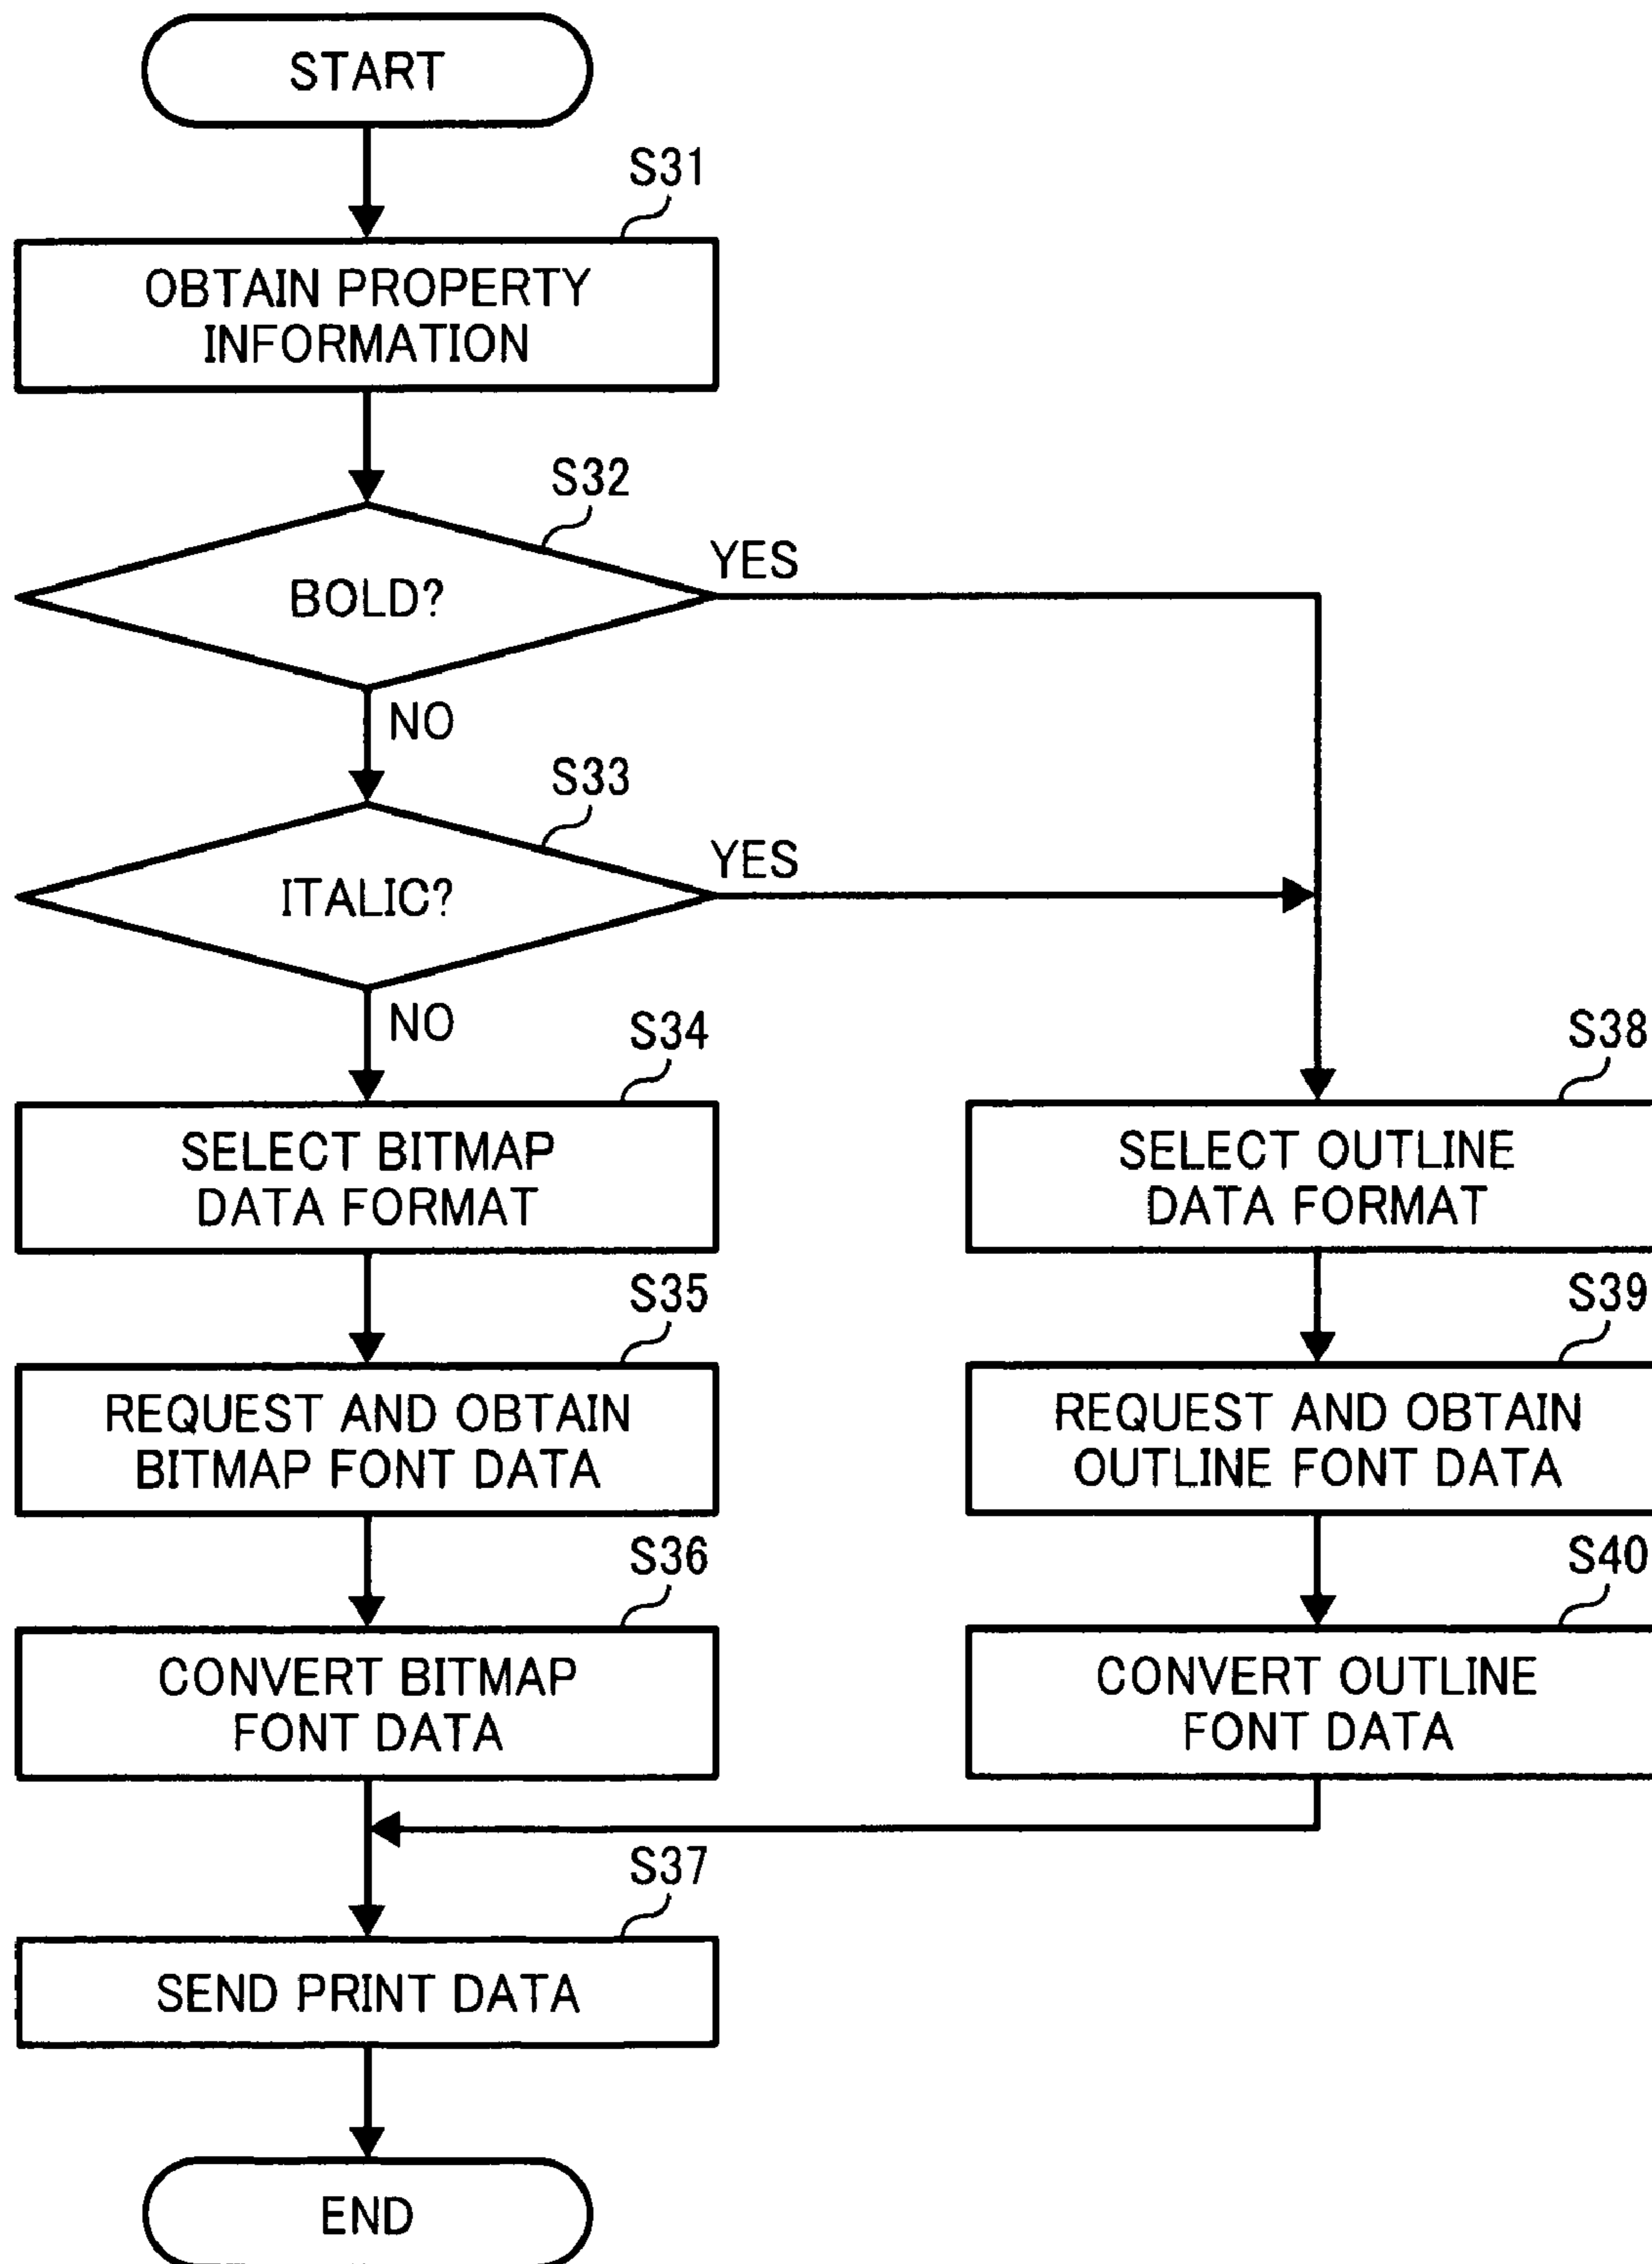 START
S31
OBTAIN PROPERTY
INFORMATION
S32
BOLD?
YES
NO
S33
ITALIC?
YES
NO
S34
SELECT BITMAP
DATA FORMAT
S38
SELECT OUTLINE
DATA FORMAT
S35
REQUEST AND OBTAIN
BITMAP FONT DATA
S39
REQUEST AND OBTAIN
OUTLINE FONT DATA
S36
CONVERT BITMAP
FONT DATA
S40
CONVERT OUTLINE
FONT DATA
S37
SEND PRINT DATA
END